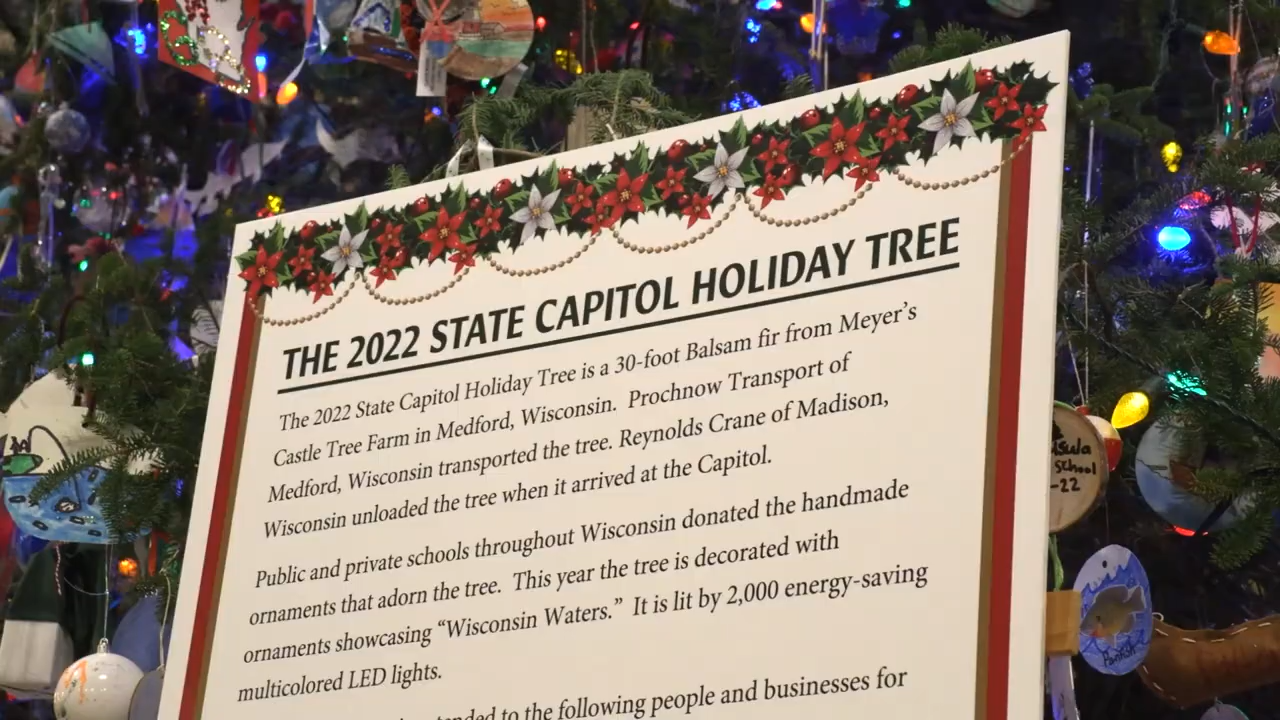 THE 2022 STATE CAPITOL HOLIDAY TREE
The 2022 State Capitol Holiday Tree is a 30-foot Balsam fir from Meyer's
Castle Tree Farm in Medford, Wisconsin. Prochnow Transport of
Medford, Wisconsin transported the tree. Reynolds Crane of Madison,
Wisconsin unloaded the tree when it arrived at the Capitol.
Public and private schools throughout Wisconsin donated the handmade
ornaments that adorn the tree. This year the tree is decorated with
ornaments showcasing “Wisconsin Waters.” It is lit by 2,000 energy-saving
multicolored LED lights.
to the following people and businesses for
School
-22
Panfish